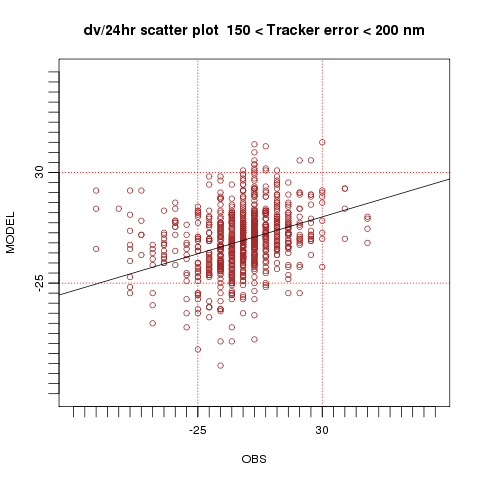 dv/24hr scatter plot  150 < Tracker error < 200 nm
30
MODEL
-25
-25
30
OBS